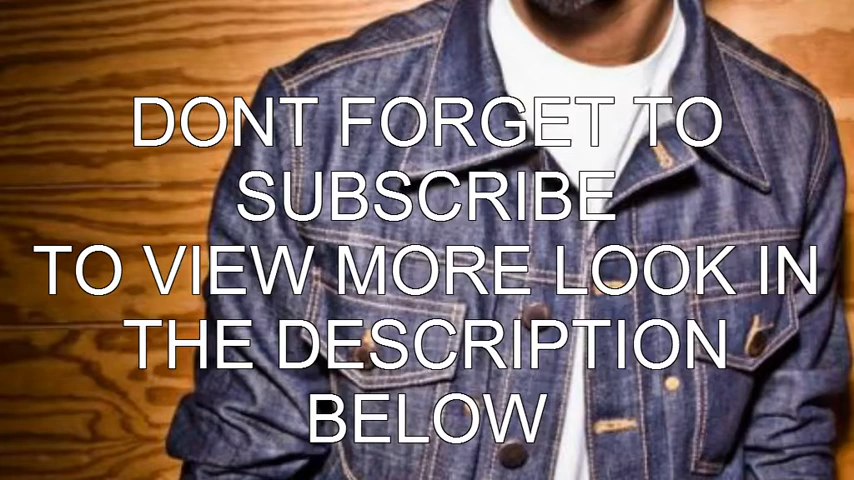 DONT FORGET TO
SUBSCRIBE
TO VIEW MORE LOOK IN
THE DESCRIPTION
BELOW